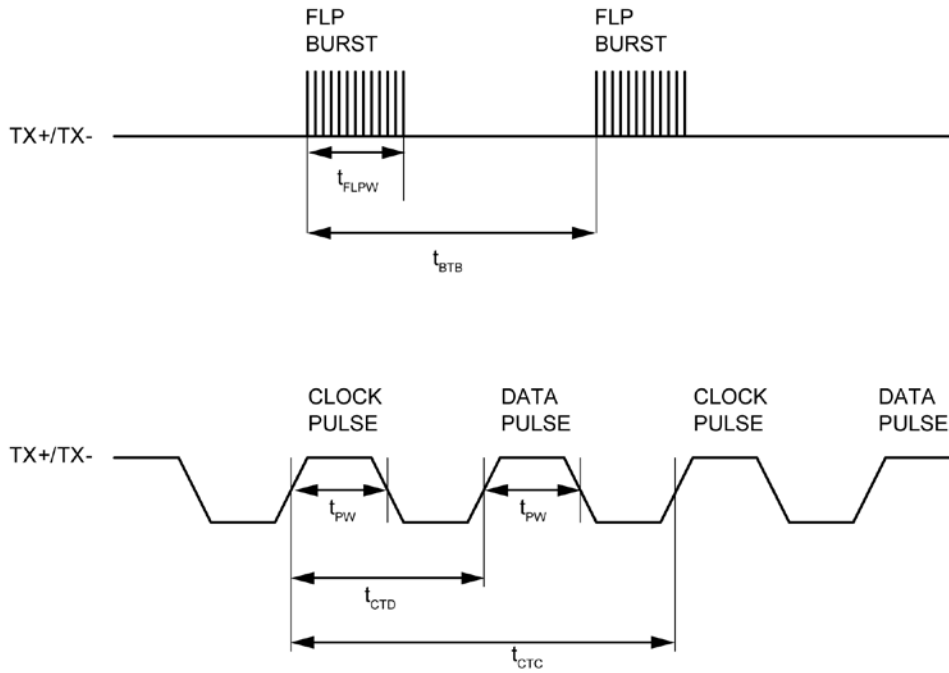 FLP
BURST
FLP
BURST
TX+/TX-
tFLPW
tBTB
CLOCK
PULSE
DATA
PULSE
CLOCK
PULSE
DATA
PULSE
TX+/TX-
tPW
tPW
tCTD
tCTC